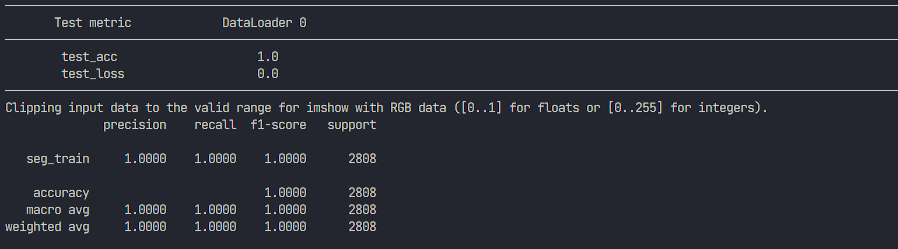 Test metric DataLoader 0
test_acc 1.0
test_loss 0.0
Clipping input data to the valid range for imshow with RGB data ([0..1] for floats or [0..255] for integers).
precision recall f1-score support
seg_train 1.0000 1.0000 1.0000 2808
accuracy 1.0000 2808
macro avg 1.0000 1.0000 1.0000 2808
weighted avg 1.0000 1.0000 1.0000 2808